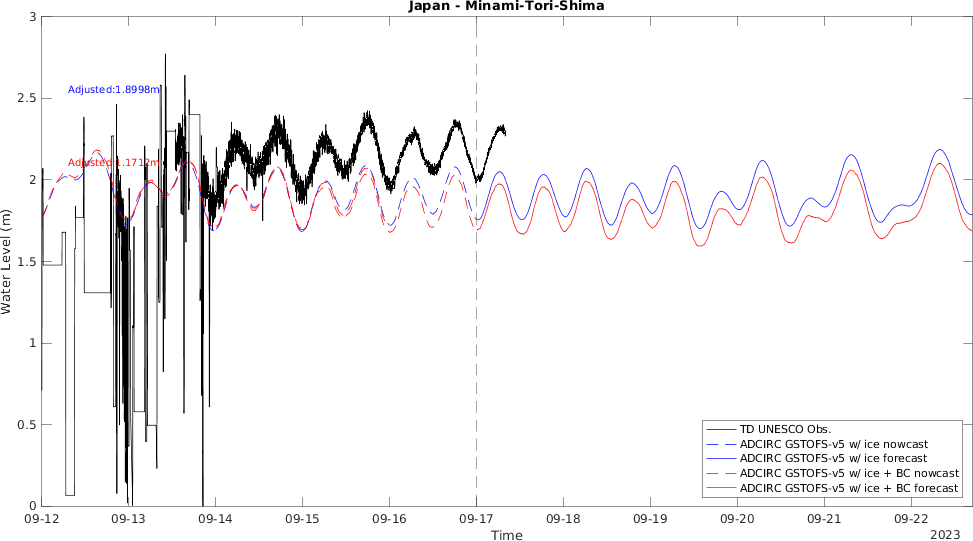 Japan - Minami-Tori-Shima
Water Level (m)
3
2.5
2
1.5
1
0.5
0
Adjusted:1.8998m
Adjusted:1.1712m
TD UNESCO Obs.
ADCIRC GSTOFS-v5 w/ ice nowcast
ADCIRC GSTOFS-v5 w/ ice forecast
ADCIRC GSTOFS-v5 w/ ice + BC nowcast
ADCIRC GSTOFS-v5 w/ ice + BC forecast
09-12 09-13 09-14 09-15 09-16 09-17 09-18 09-19 09-20 09-21 09-22
Time
2023